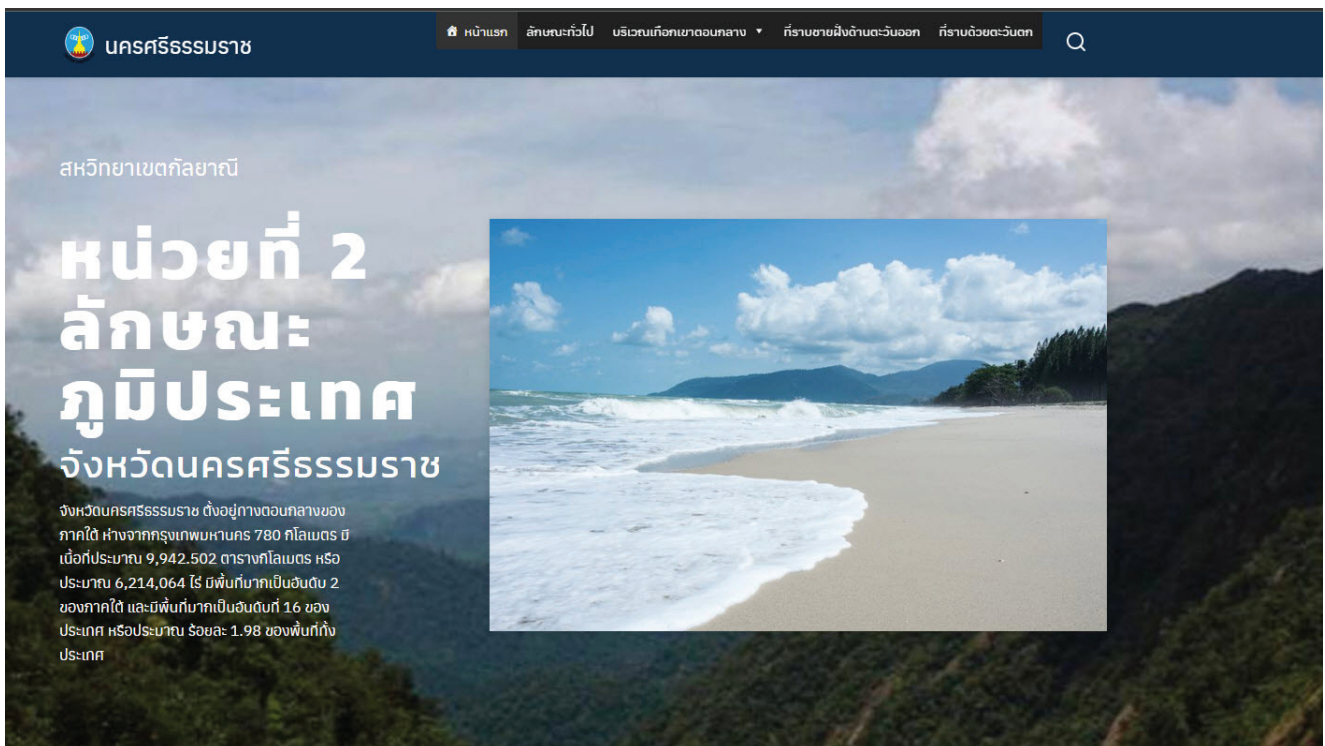 นครศรีธรรมราช
หน้าแรก ลักษณะทั่วไป บริเวณเทือกเขาตอนกลาง ที่ราบชายฝั่งด้านตะวันออก ที่ราบด้วยตะวันตก
สหวิทยาเขตกัลยาณี
หน่วยที่ 2
ลักษณะ
ภูมิประเทศ
จังหวัดนครศรีธรรมราช
จังหวัดนครศรีธรรมราช ตั้งอยู่ทางตอนกลางของ
ภาคใต้ ห่างจากกรุงเทพมหานคร 780 กิโลเมตร มี
เนื้อที่ประมาณ 9,942.502 ตารางกิโลเมตร หรือ
ประมาณ 6,214,064 ไร่ มีพื้นที่มากเป็นอันดับ 2
ของภาคใต้ และมีพื้นที่มากเป็นอันดับที่ 16 ของ
ประเทศ หรือประมาณ ร้อยละ 1.98 ของพื้นที่ทั้ง
ประเทศ